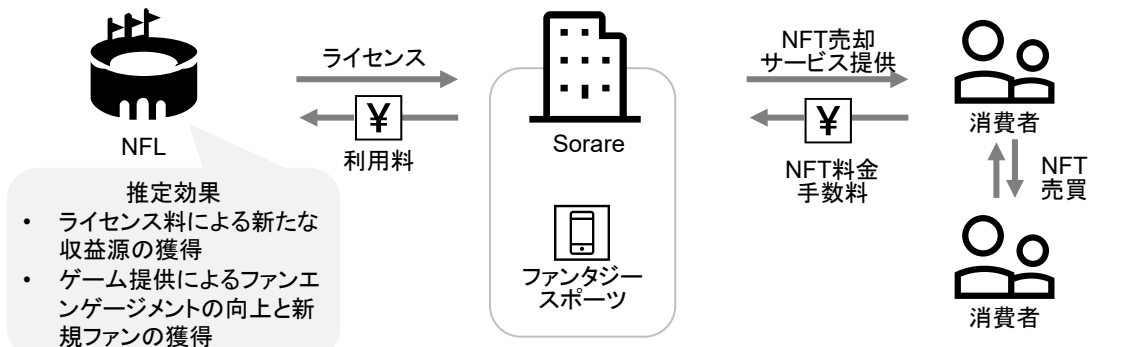 NFL
ライセンス
¥
利用料
推定効果
• ライセンス料による新たな
収益源の獲得
• ゲーム提供によるファンエ
ンゲージメントの向上と新
規ファンの獲得
Sorare
ファンタジー
スポーツ
NFT売却
サービス提供
¥
NFT料金
手数料
消費者
NFT
売買
消費者